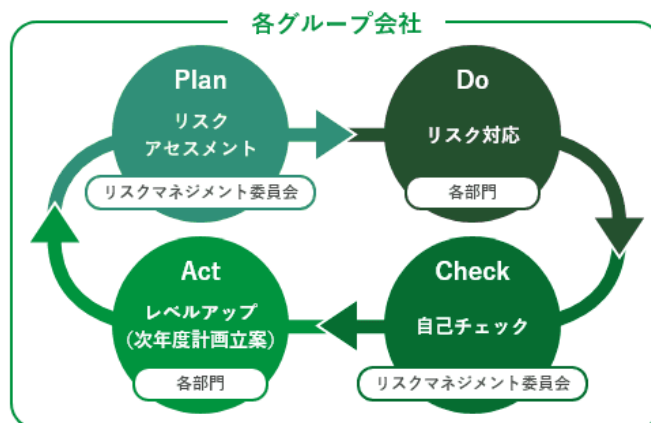 各グループ会社
Plan
リスク
アセスメント
リスクマネジメント委員会
Do
リスク対応
各部門
Act
レベルアップ
(次年度計画立案)
各部門
Check
自己チェック
リスクマネジメント委員会